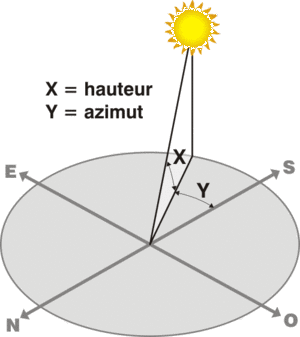 X = hauteur
Y = azimut
X
E
Y
S
N
O